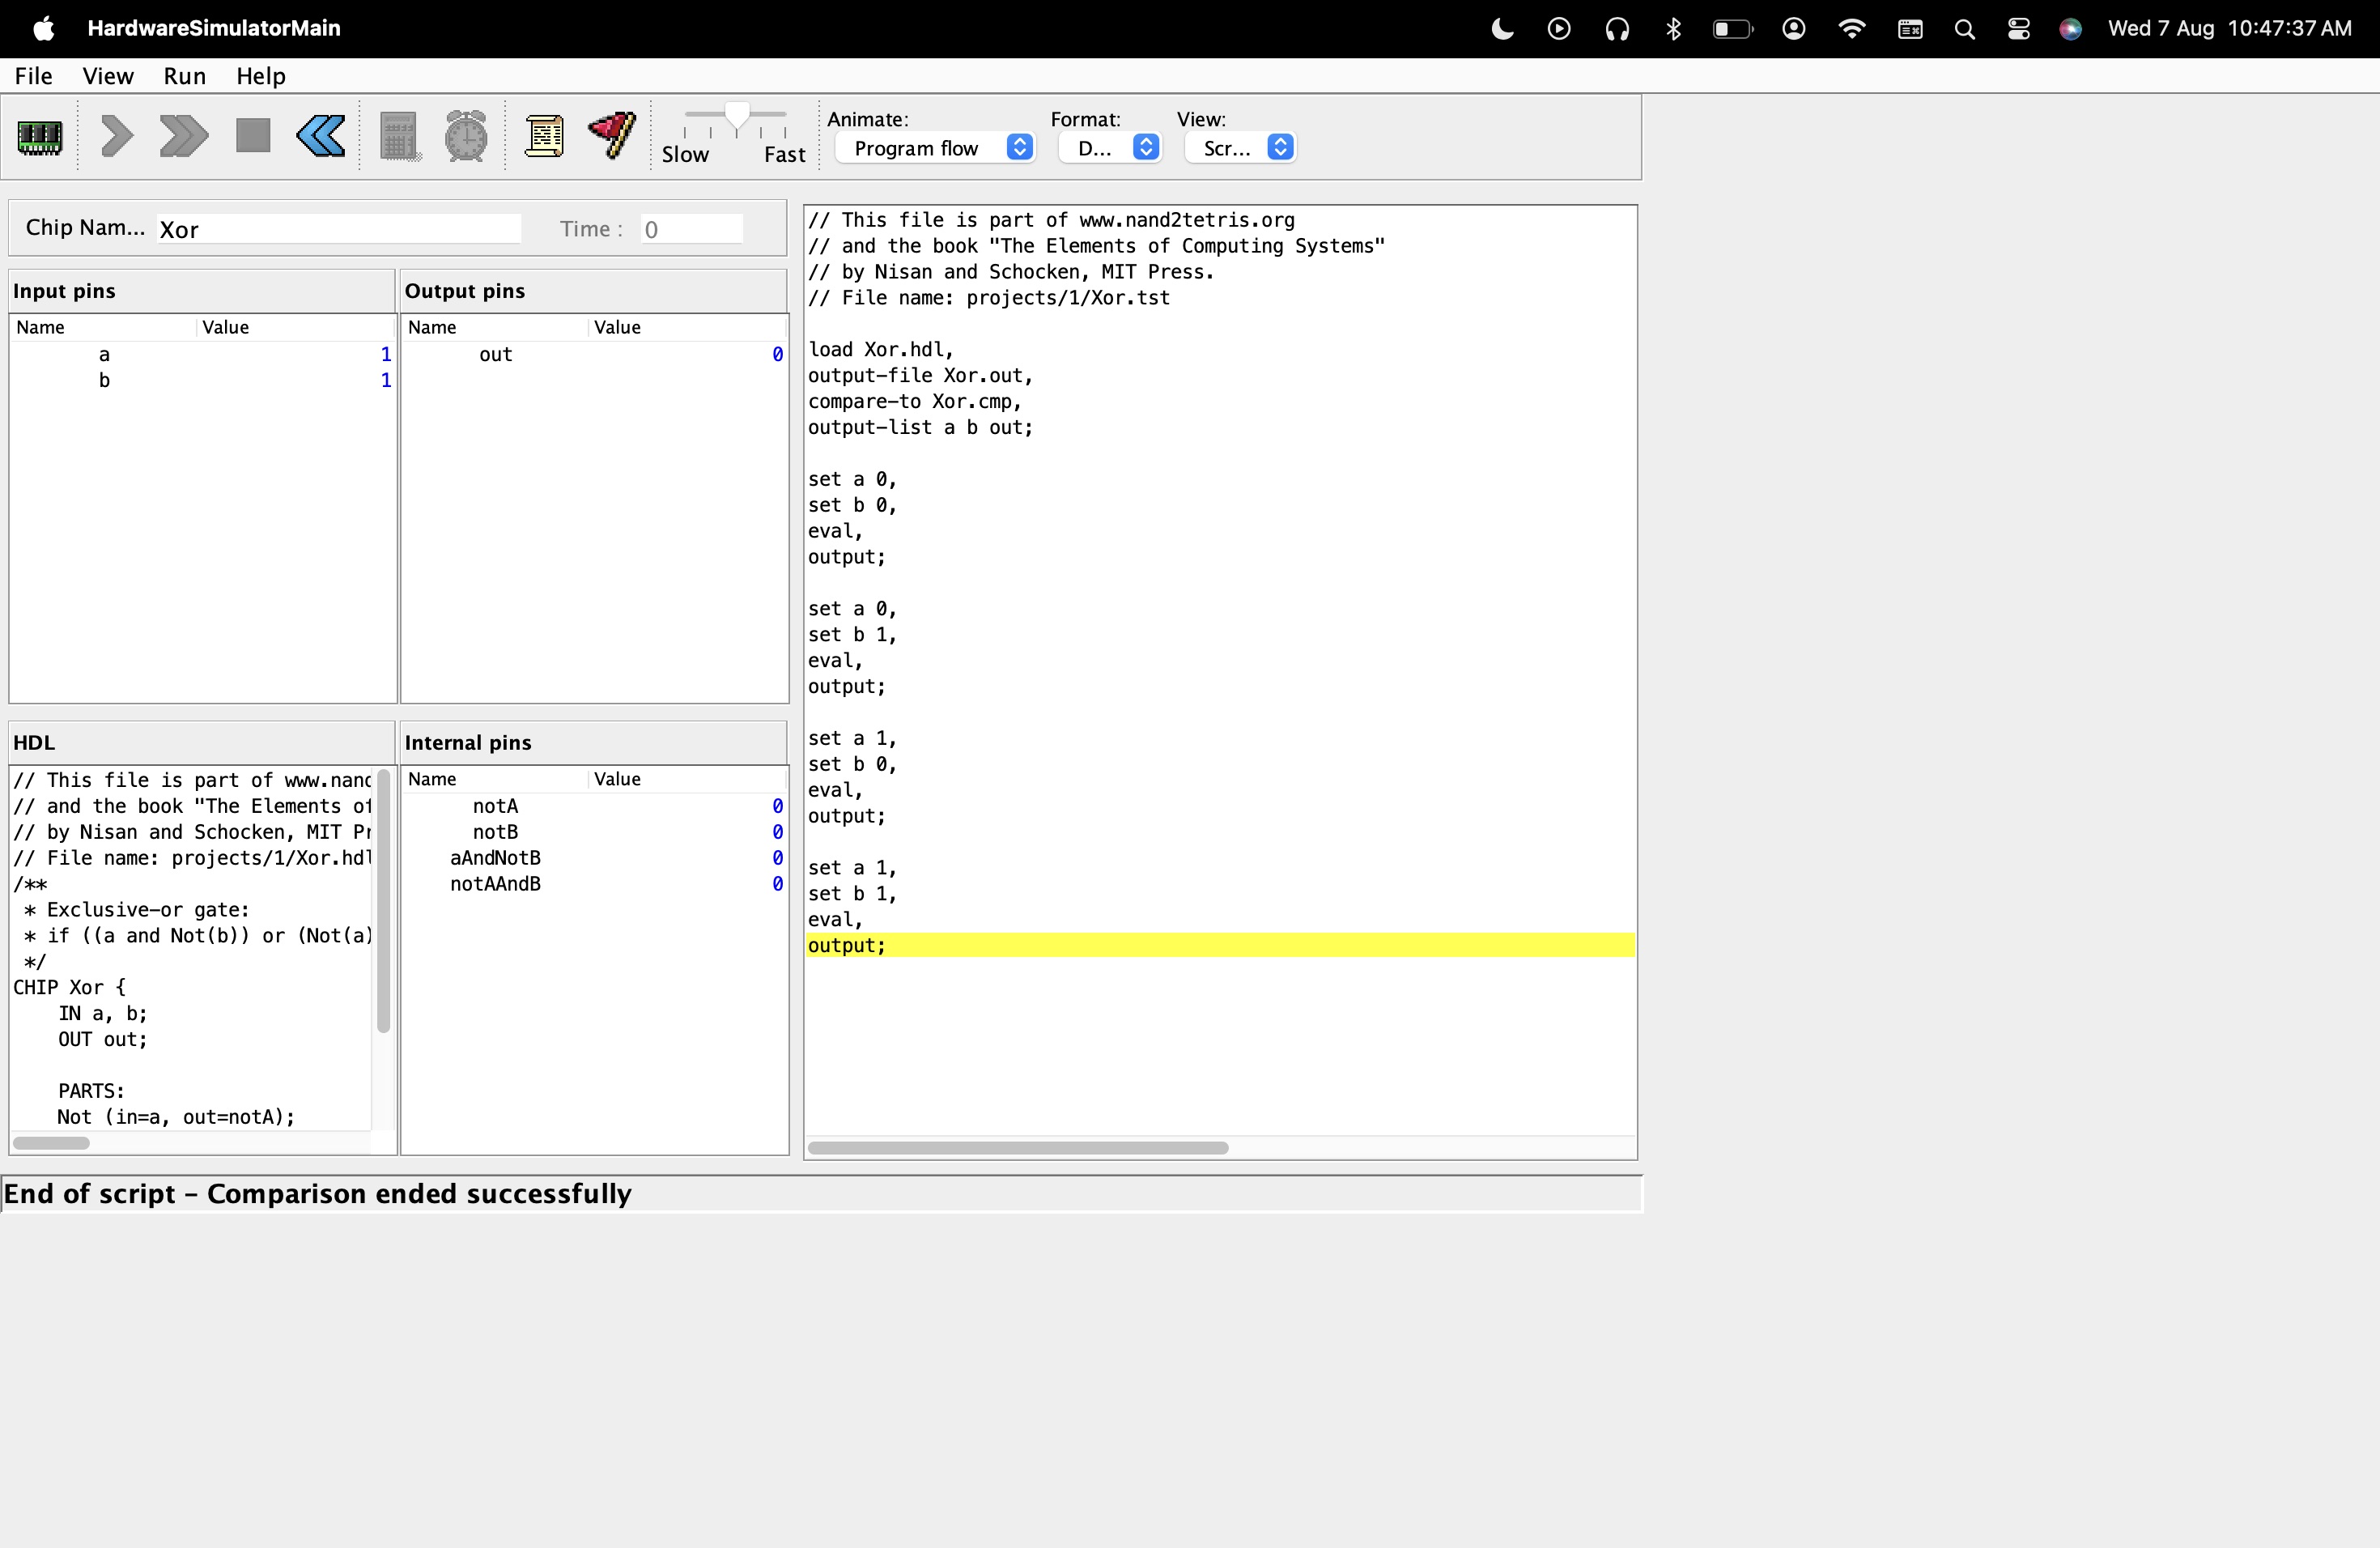 HardwareSimulatorMain
Wed 7 Aug 10:47:37 AM
File View Run Help
Slow Fast
Animate:
Program flow
Format:
D...
View:
Scr...
Chip Nam... Xor Time : 0
Input pins
Name Value
a 1
b 1
Output pins
Name Value
out 0
HDL
// This file is part of www.nand
// and the book "The Elements of
// by Nisan and Schocken, MIT Pr
// File name: projects/1/Xor.hdl
/**
* Exclusive-or gate:
* if ((a and Not(b)) or (Not(a)
*/
CHIP Xor {
IN a, b;
OUT out;
PARTS:
Not (in=a, out=notA);
Internal pins
Name Value
notA 0
notB 0
aAndNotB 0
notAAndB 0
// This file is part of www.nand2tetris.org
// and the book "The Elements of Computing Systems"
// by Nisan and Schocken, MIT Press.
// File name: projects/1/Xor.tst
load Xor.hdl,
output-file Xor.out,
compare-to Xor.cmp,
output-list a b out;
set a 0,
set b 0,
eval,
output;
set a 0,
set b 1,
eval,
output;
set a 1,
set b 0,
eval,
output;
set a 1,
set b 1,
eval,
output;
End of script – Comparison ended successfully